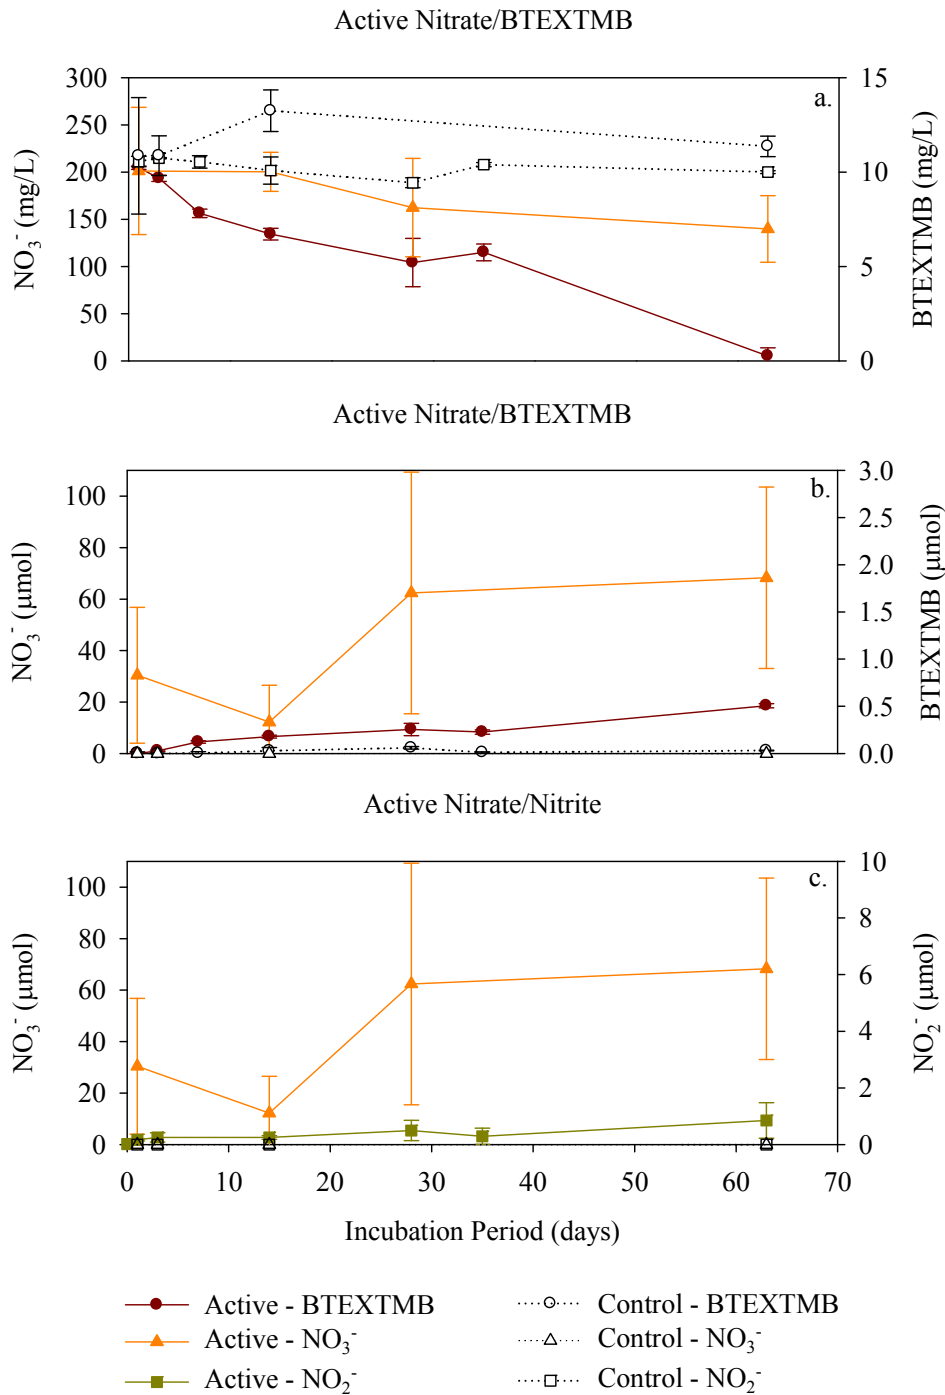 Active Nitrate/BTEXTMB
a.
300
250
200
150
100
50
0
15
10
5
0
NO₃⁻ (mg/L)
BTEXTMB (mg/L)
Active Nitrate/BTEXTMB
b.
100
80
60
40
20
0
3.0
2.5
2.0
1.5
1.0
0.5
0.0
NO₃⁻ (μmol)
BTEXTMB (μmol)
Active Nitrate/Nitrite
c.
100
80
60
40
20
0
10
8
6
4
2
0
NO₃⁻ (μmol)
NO₂⁻ (μmol)
0 10 20 30 40 50 60 70
Incubation Period (days)
Active - BTEXTMB
Control - BTEXTMB
Active - NO₃⁻
Control - NO₃⁻
Active - NO₂⁻
Control - NO₂⁻